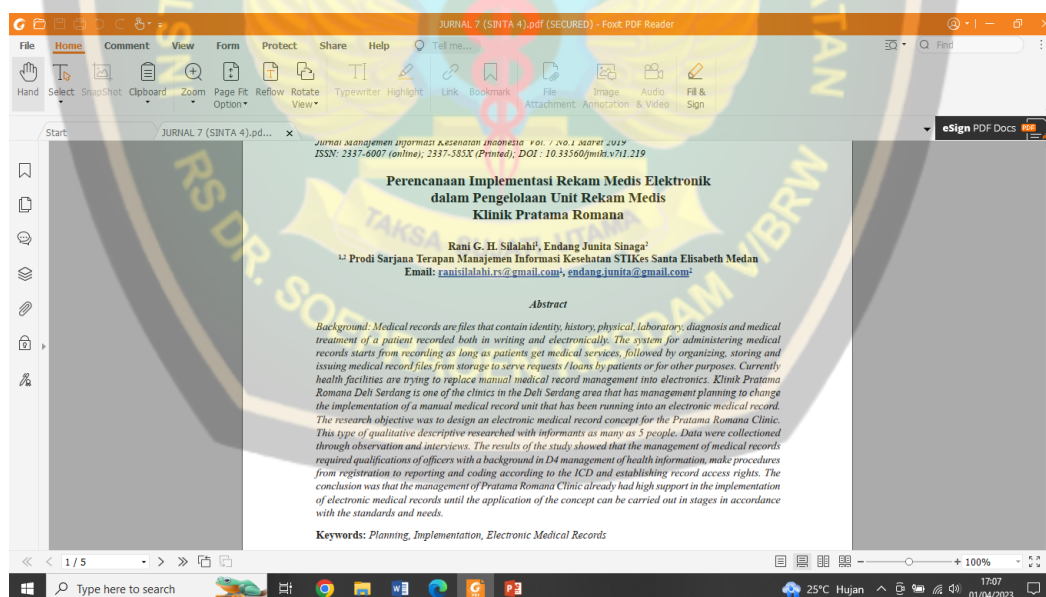 JURNAL 7 (SINTA 4).pdf (SECURED) - Foxit PDF Reader
File Home Comment View Form Protect Share Help Tell me... Find
Hand Select SnapShot Clipboard Zoom Page Fit Option Reflow Rotate View Typewriter Highlight Link Bookmark File Attachment Image Annotation Audio & Video Fill & Sign
Start JURNAL 7 (SINTA 4).pd... eSign PDF Docs
Jurnal Manajemen Informasi Kesehatan Indonesia Vol. 7 No.1 Maret 2019
ISSN: 2337-6007 (online); 2337-585X (Printed); DOI : 10.33560/jmiki.v7i1.219
Perencanaan Implementasi Rekam Medis Elektronik
dalam Pengelolaan Unit Rekam Medis
Klinik Pratama Romana
Rani G. H. Silalahi¹, Endang Junita Sinaga²
¹,² Prodi Sarjana Terapan Manajemen Informasi Kesehatan STIKes Santa Elisabeth Medan
Email: ranisilalahi.rs@gmail.com¹, endang.junita@gmail.com²
Abstract
Background: Medical records are files that contain identity, history, physical, laboratory, diagnosis and medical
treatment of a patient recorded both in writing and electronically. The system for administering medical
records starts from recording as long as patients get medical services, followed by organizing, storing and
issuing medical record files from storage to serve requests / loans by patients or for other purposes. Currently
health facilities are trying to replace manual medical record management into electronics. Klinik Pratama
Romana Deli Serdang is one of the clinics in the Deli Serdang area that has management planning to change
the implementation of a manual medical record unit that has been running into an electronic medical record.
The research objective was to design an electronic medical record concept for the Pratama Romana Clinic.
This type of qualitative descriptive researched with informants as many as 5 people. Data were collectioned
through observation and interviews. The results of the study showed that the management of medical records
required qualifications of officers with a background in D4 management of health information, make procedures
from registration to reporting and coding according to the ICD and establishing record access rights. The
conclusion was that the management of Pratama Romana Clinic already had high support in the implementation
of electronic medical records until the application of the concept can be carried out in stages in accordance
with the standards and needs.
Keywords: Planning, Implementation, Electronic Medical Records
RS DR. SOEPRAOEN KESDAM V/BRW
TAKSA UTAMA
1 / 5 100%
Type here to search 25°C Hujan 17:07
01/04/2023